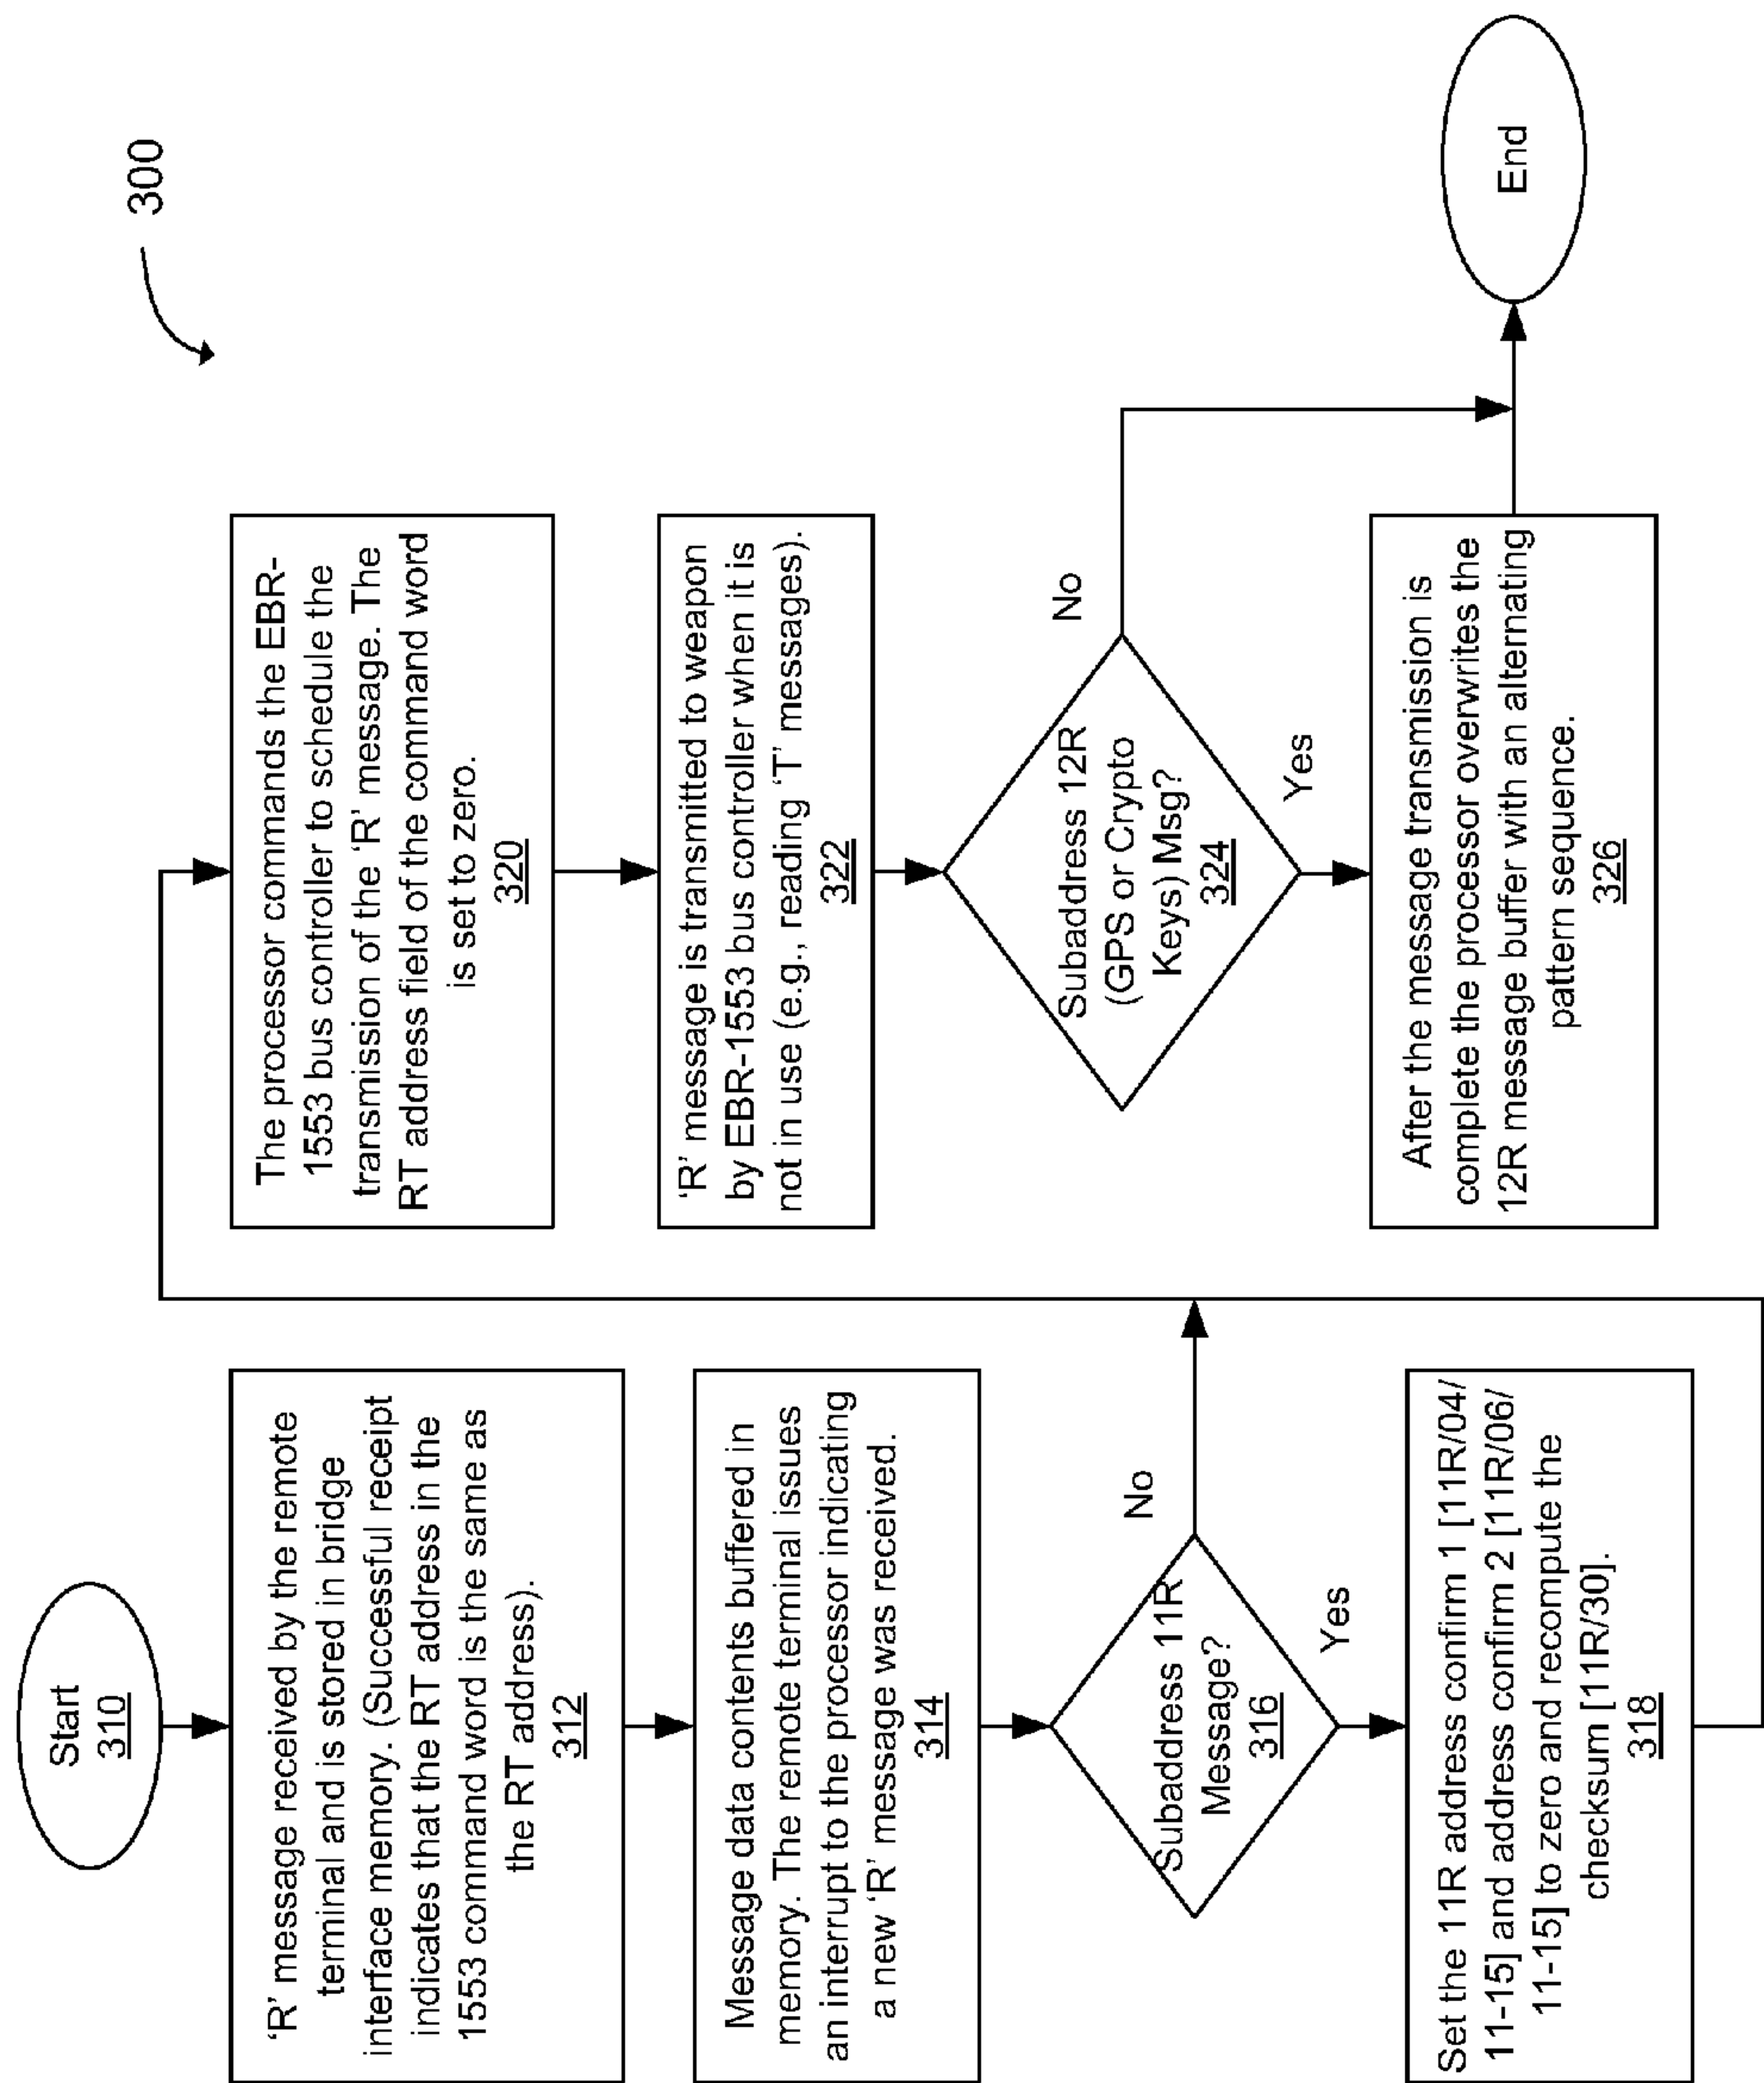 300
Start
310
‘R’ message received by the remote
terminal and is stored in bridge
interface memory. (Successful receipt
indicates that the RT address in the
1553 command word is the same as
the RT address).
312
Message data contents buffered in
memory. The remote terminal issues
an interrupt to the processor indicating
a new ‘R’ message was received.
314
Subaddress 11R
Message?
316
No
Yes
Set the 11R address confirm 1 [11R/04/
11-15] and address confirm 2 [11R/06/
11-15] to zero and recompute the
checksum [11R/30].
318
The processor commands the EBR-
1553 bus controller to schedule the
transmission of the ‘R’ message. The
RT address field of the command word
is set to zero.
320
‘R’ message is transmitted to weapon
by EBR-1553 bus controller when it is
not in use (e.g., reading ‘T’ messages).
322
Subaddress 12R
(GPS or Crypto
Keys) Msg?
324
No
Yes
After the message transmission is
complete the processor overwrites the
12R message buffer with an alternating
pattern sequence.
326
End